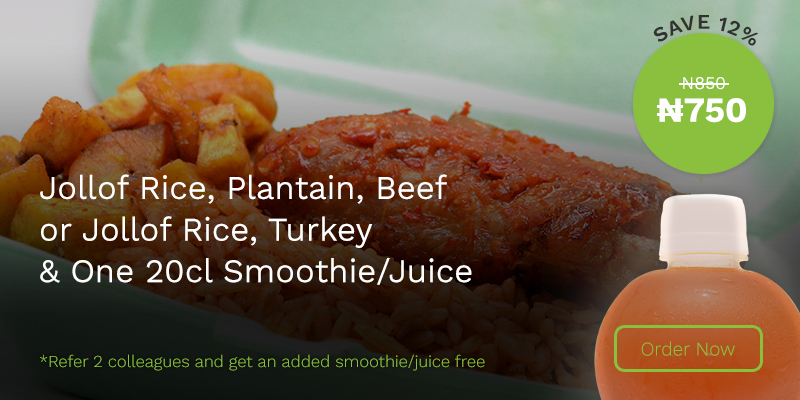 SAVE 12%
₦850
₦750
Jollof Rice, Plantain, Beef
or Jollof Rice, Turkey
& One 20cl Smoothie/Juice
Order Now
*Refer 2 colleagues and get an added smoothie/juice free